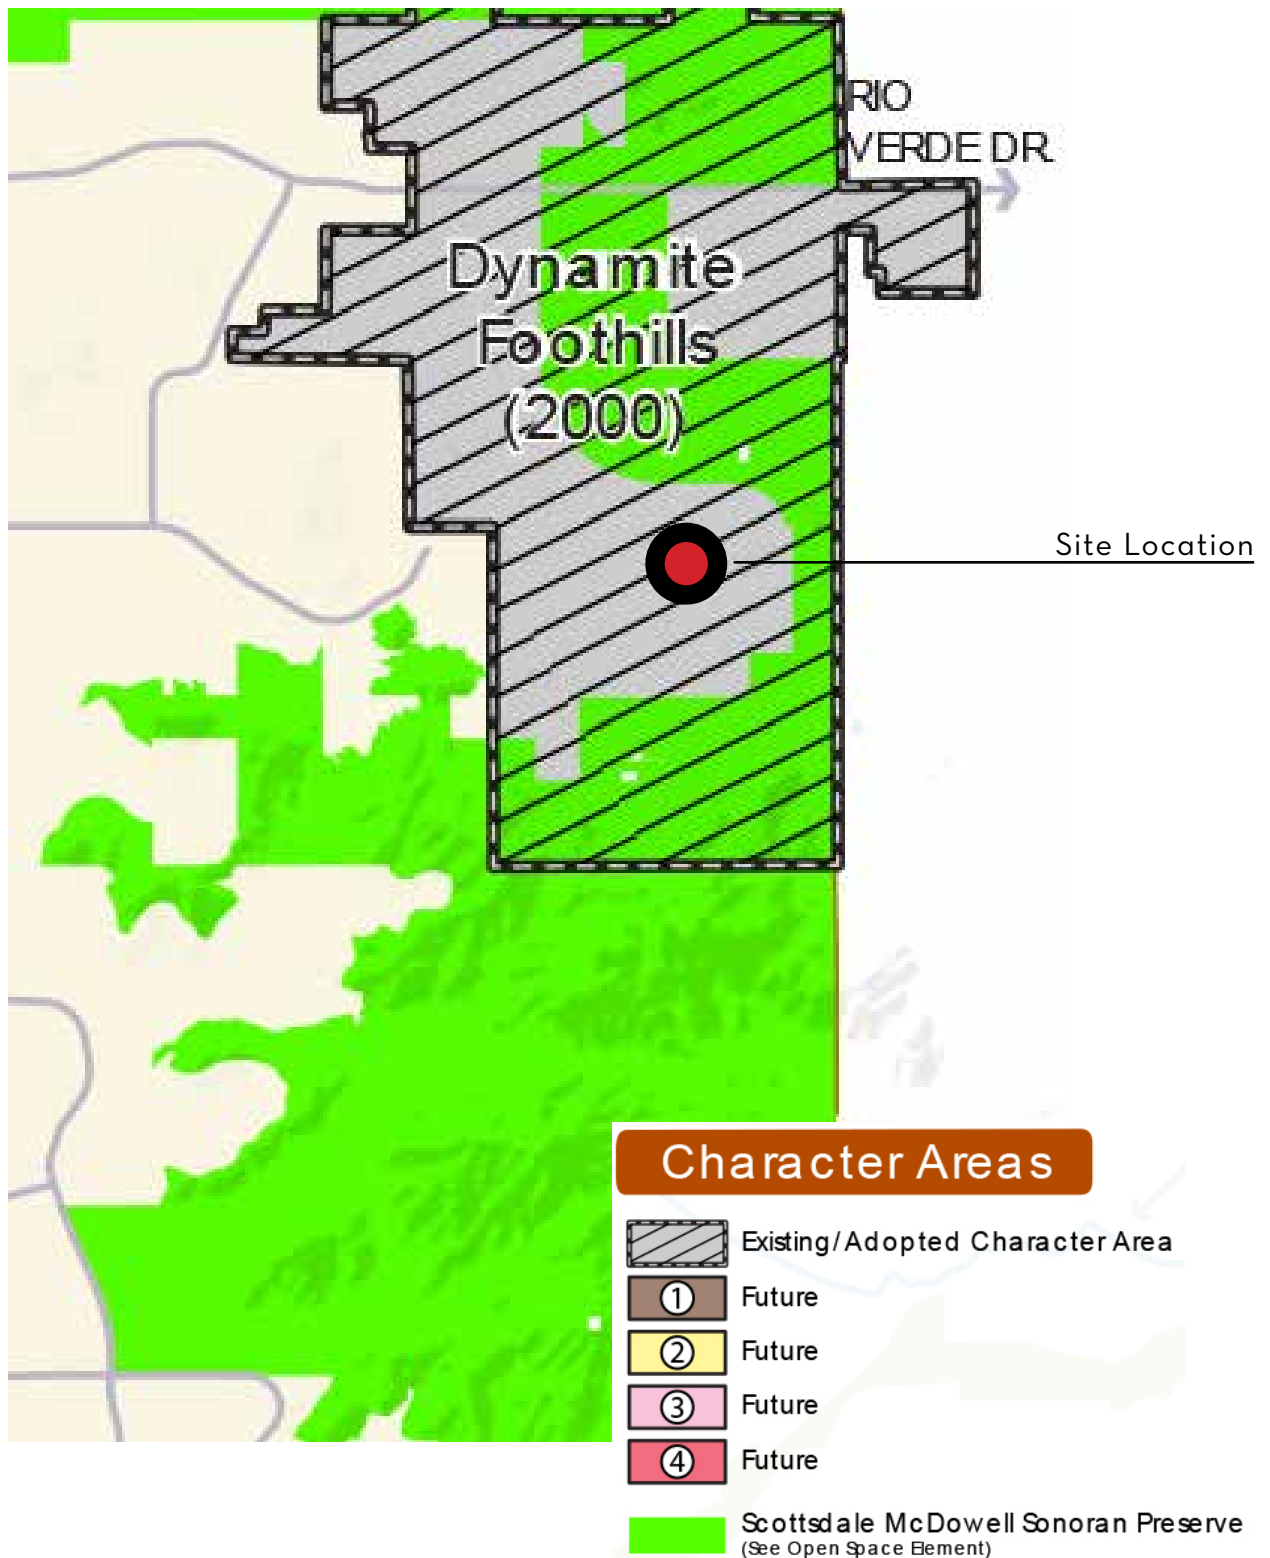 RIO
VERDE DR.
Dynamite
Foothills
(2000)
Site Location
Character Areas
Existing/Adopted Character Area
1 Future
2 Future
3 Future
4 Future
Scottsdale McDowell Sonoran Preserve
(See Open Space Element)